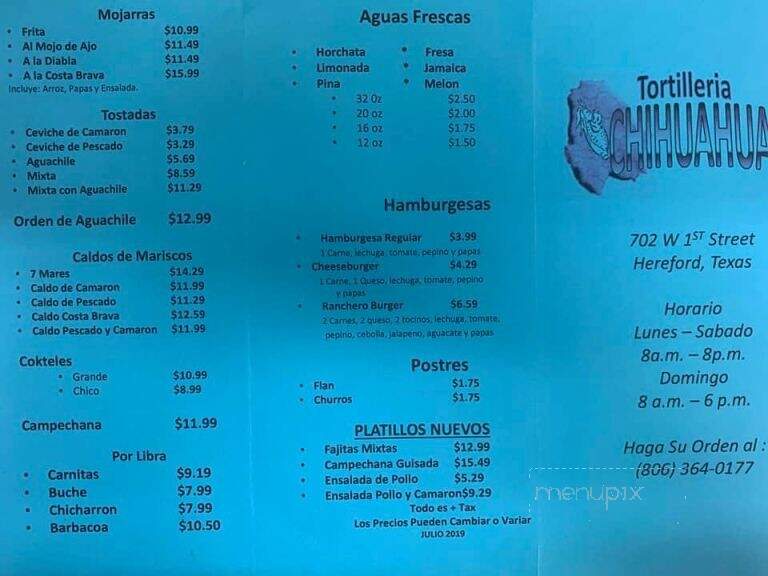 Mojarras
• Frita $10.99
• Al Mojo de Ajo $11.49
• A la Diabla $11.49
• A la Costa Brava $15.99
Incluye: Arroz, Papas y Ensalada.
Tostadas
• Ceviche de Camaron $3.79
• Ceviche de Pescado $3.29
• Aguachile $5.69
• Mixta $8.59
• Mixta con Aguachile $11.29
Orden de Aguachile $12.99
Caldos de Mariscos
• 7 Mares $14.29
• Caldo de Camaron $11.99
• Caldo de Pescado $11.29
• Caldo Costa Brava $12.59
• Caldo Pescado y Camaron $11.99
Cokteles
• Grande $10.99
• Chico $8.99
Campechana $11.99
Por Libra
• Carnitas $9.19
• Buche $7.99
• Chicharron $7.99
• Barbacoa $10.50
Aguas Frescas
• Horchata • Fresa
• Limonada • Jamaica
• Pina • Melon
• 32 Oz $2.50
• 20 oz $2.00
• 16 oz $1.75
• 12 oz $1.50
Hamburgesas
• Hamburgesa Regular $3.99
1 Carne, lechuga, tomate, pepino y papas
• Cheeseburger $4.29
1 Carne, 1 Queso, lechuga, tomate, pepino
y papas
• Ranchero Burger $6.59
2 Carnes, 2 queso, 2 tocinos, lechuga, tomate,
pepino, cebolla, jalapeno, aguacate y papas
Postres
• Flan $1.75
• Churros $1.75
PLATILLOS NUEVOS
• Fajitas Mixtas $12.99
• Campechana Guisada $15.49
• Ensalada de Pollo $5.29
• Ensalada Pollo y Camaron $9.29
Todo es + Tax
Los Precios Pueden Cambiar o Variar
JULIO 2019
Tortilleria
CHIHUAHUA
702 W 1ST Street
Hereford, Texas
Horario
Lunes – Sabado
8a.m. – 8p.m.
Domingo
8 a.m. – 6 p.m.
Haga Su Orden al :
(806) 364-0177
menupix